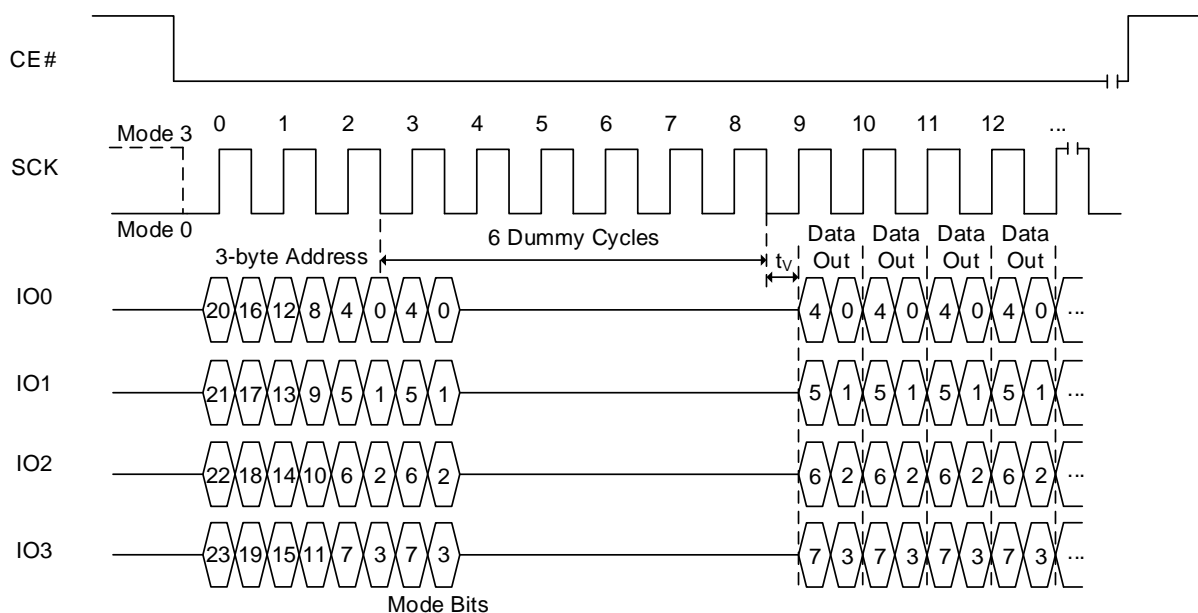 CE#
0 1 2 3 4 5 6 7 8 9 10 11 12 ...
Mode 3
SCK
Mode 0
3-byte Address
6 Dummy Cycles
tV
Data Out
Data Out
Data Out
Data Out
IO0
20 16 12 8 4 0 4 0 4 0 4 0 4 0 4 0 ...
IO1
21 17 13 9 5 1 5 1 5 1 5 1 5 1 5 1 ...
IO2
22 18 14 10 6 2 6 2 6 2 6 2 6 2 6 2 ...
IO3
23 19 15 11 7 3 7 3 7 3 7 3 7 3 7 3 ...
Mode Bits